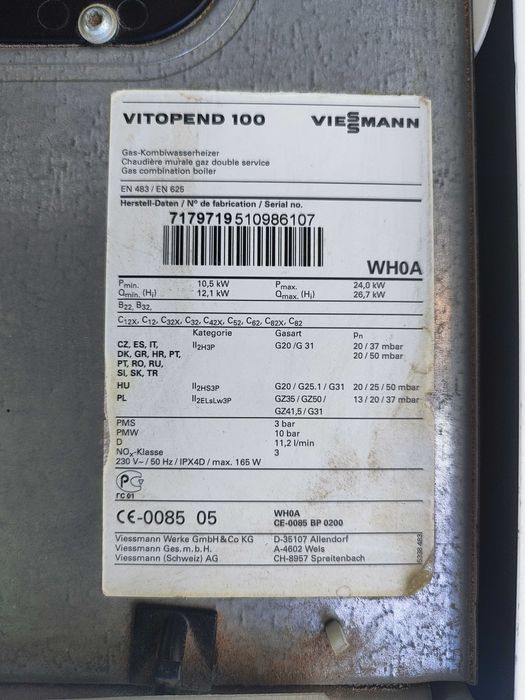 VITOPEND 100 VIESSMANN
Gas-Kombiwasserheizer
Chaudière murale gaz double service
Gas combination boiler
EN 483 / EN 625
Herstell-Daten / N° de fabrication / Serial no.
7179719510986107
WH0A
Pmin. 10,5 kW Pmax. 24,0 kW
Qmin. (Hi) 12,1 kW Qmax. (Hi) 26,7 kW
B22, B32,
C12X, C12, C32X, C32, C42X, C52, C62, C82X, C82
Kategorie Gasart Pn
CZ, ES, IT, II2H3P G20/G 31 20 / 37 mbar
DK, GR, HR, PT, 20 / 50 mbar
PT, RO, RU,
SI, SK, TR
HU II2HS3P G20 / G25.1 / G31 20 / 25 / 50 mbar
PL II2ELsLw3P GZ35 / GZ50 / 13 / 20 / 37 mbar
GZ41,5 / G31
PMS 3 bar
PMW 10 bar
D 11,2 l/min
NOx-Klasse 3
230 V~ / 50 Hz / IPX4D / max. 165 W
ГС 01
CE-0085 05 WH0A
CE-0085 BP 0200
Viessmann Werke GmbH & Co KG D-35107 Allendorf
Viessmann Ges. m. b. H. A-4602 Wels
Viessmann (Schweiz) AG CH-8957 Spreitenbach